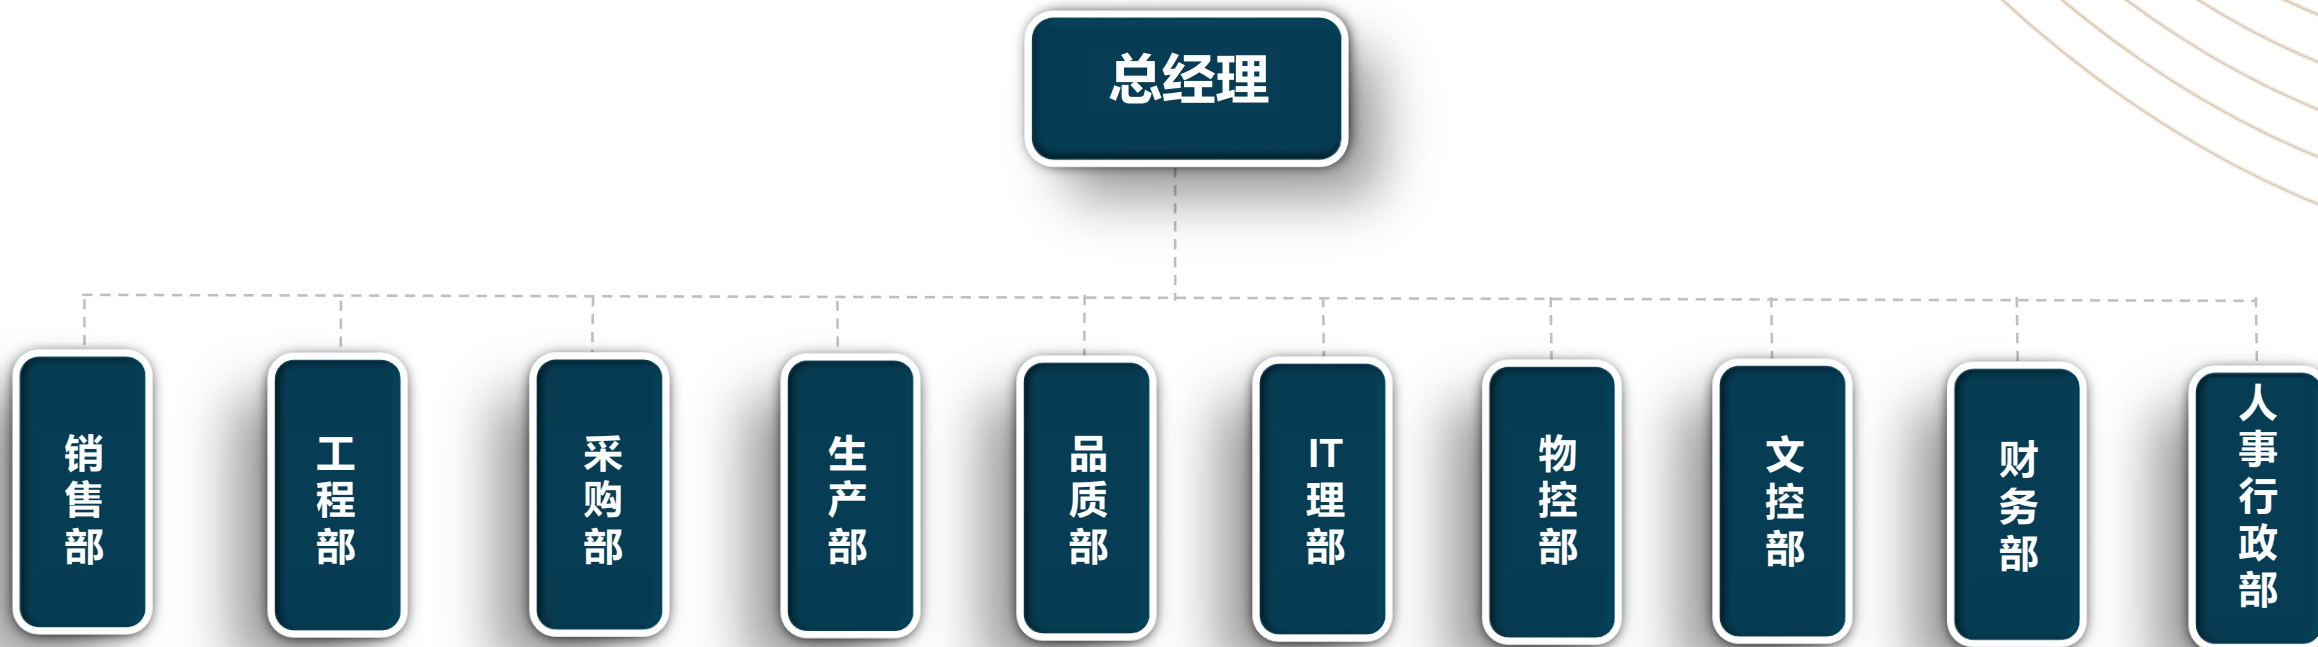 总经理
销售部
工程部
采购部
生产部
品质部
IT理部
物控部
文控部
财务部
人事行政部